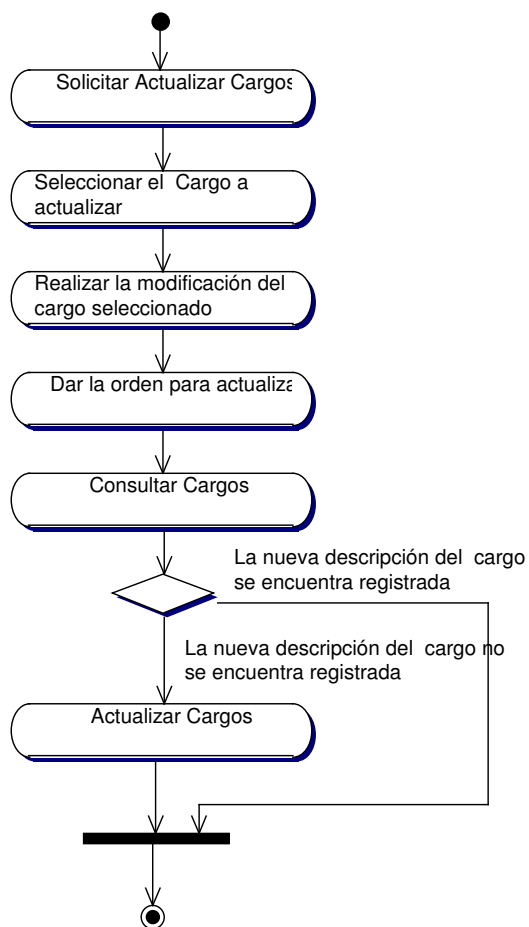 Solicitar Actualizar Cargos
Seleccionar el Cargo a
actualizar
Realizar la modificación del
cargo seleccionado
Dar la orden para actualiza
Consultar Cargos
La nueva descripción del cargo
se encuentra registrada
La nueva descripción del cargo no
se encuentra registrada
Actualizar Cargos